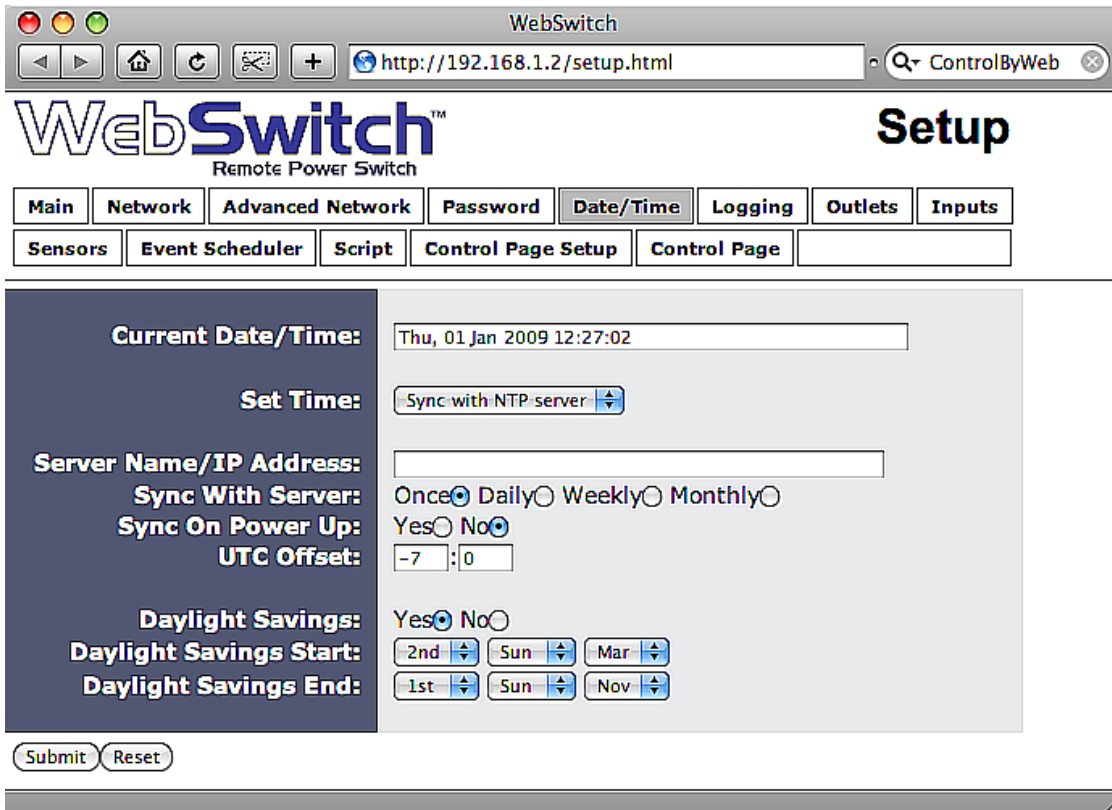 WebSwitch
http://192.168.1.2/setup.html
ControlByWeb
WebSwitch™
Remote Power Switch
Setup
Main Network Advanced Network Password Date/Time Logging Outlets Inputs
Sensors Event Scheduler Script Control Page Setup Control Page
Current Date/Time: Thu, 01 Jan 2009 12:27:02
Set Time: Sync with NTP server
Server Name/IP Address:
Sync With Server: Once Daily Weekly Monthly
Sync On Power Up: Yes No
UTC Offset: -7 : 0
Daylight Savings: Yes No
Daylight Savings Start: 2nd Sun Mar
Daylight Savings End: 1st Sun Nov
Submit Reset